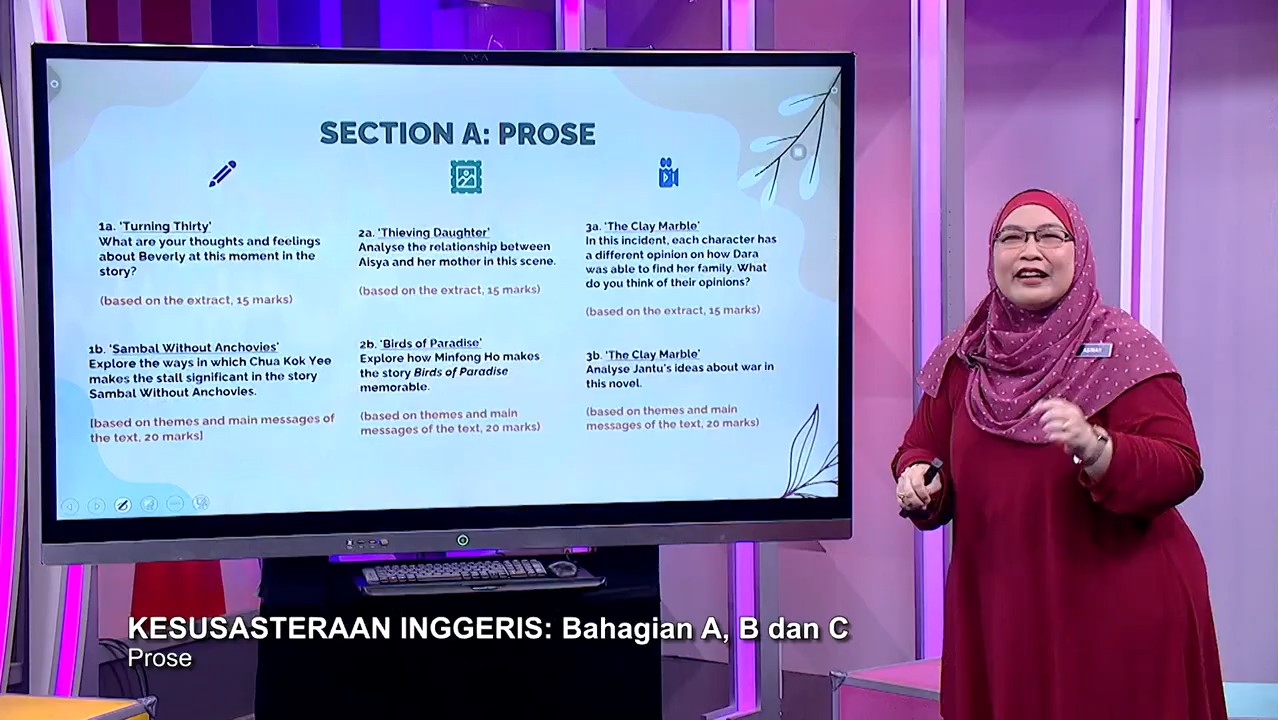 SECTION A: PROSE
1a. 'Turning Thirty'
What are your thoughts and feelings
about Beverly at this moment in the
story?
(based on the extract, 15 marks)
1b. 'Sambal Without Anchovies'
Explore the ways in which Chua Kok Yee
makes the stall significant in the story
Sambal Without Anchovies.
[based on themes and main messages of
the text, 20 marks]
2a. 'Thieving Daughter'
Analyse the relationship between
Aisya and her mother in this scene.
(based on the extract, 15 marks)
2b. 'Birds of Paradise'
Explore how Minfong Ho makes
the story Birds of Paradise
memorable.
(based on themes and main
messages of the text, 20 marks)
3a. 'The Clay Marble'
In this incident, each character has
a different opinion on how Dara
was able to find her family. What
do you think of their opinions?
(based on the extract, 15 marks)
3b. 'The Clay Marble'
Analyse Jantu's ideas about war in
this novel.
(based on themes and main
messages of the text, 20 marks)
KESUSASTERAAN INGGERIS: Bahagian A, B dan C
Prose